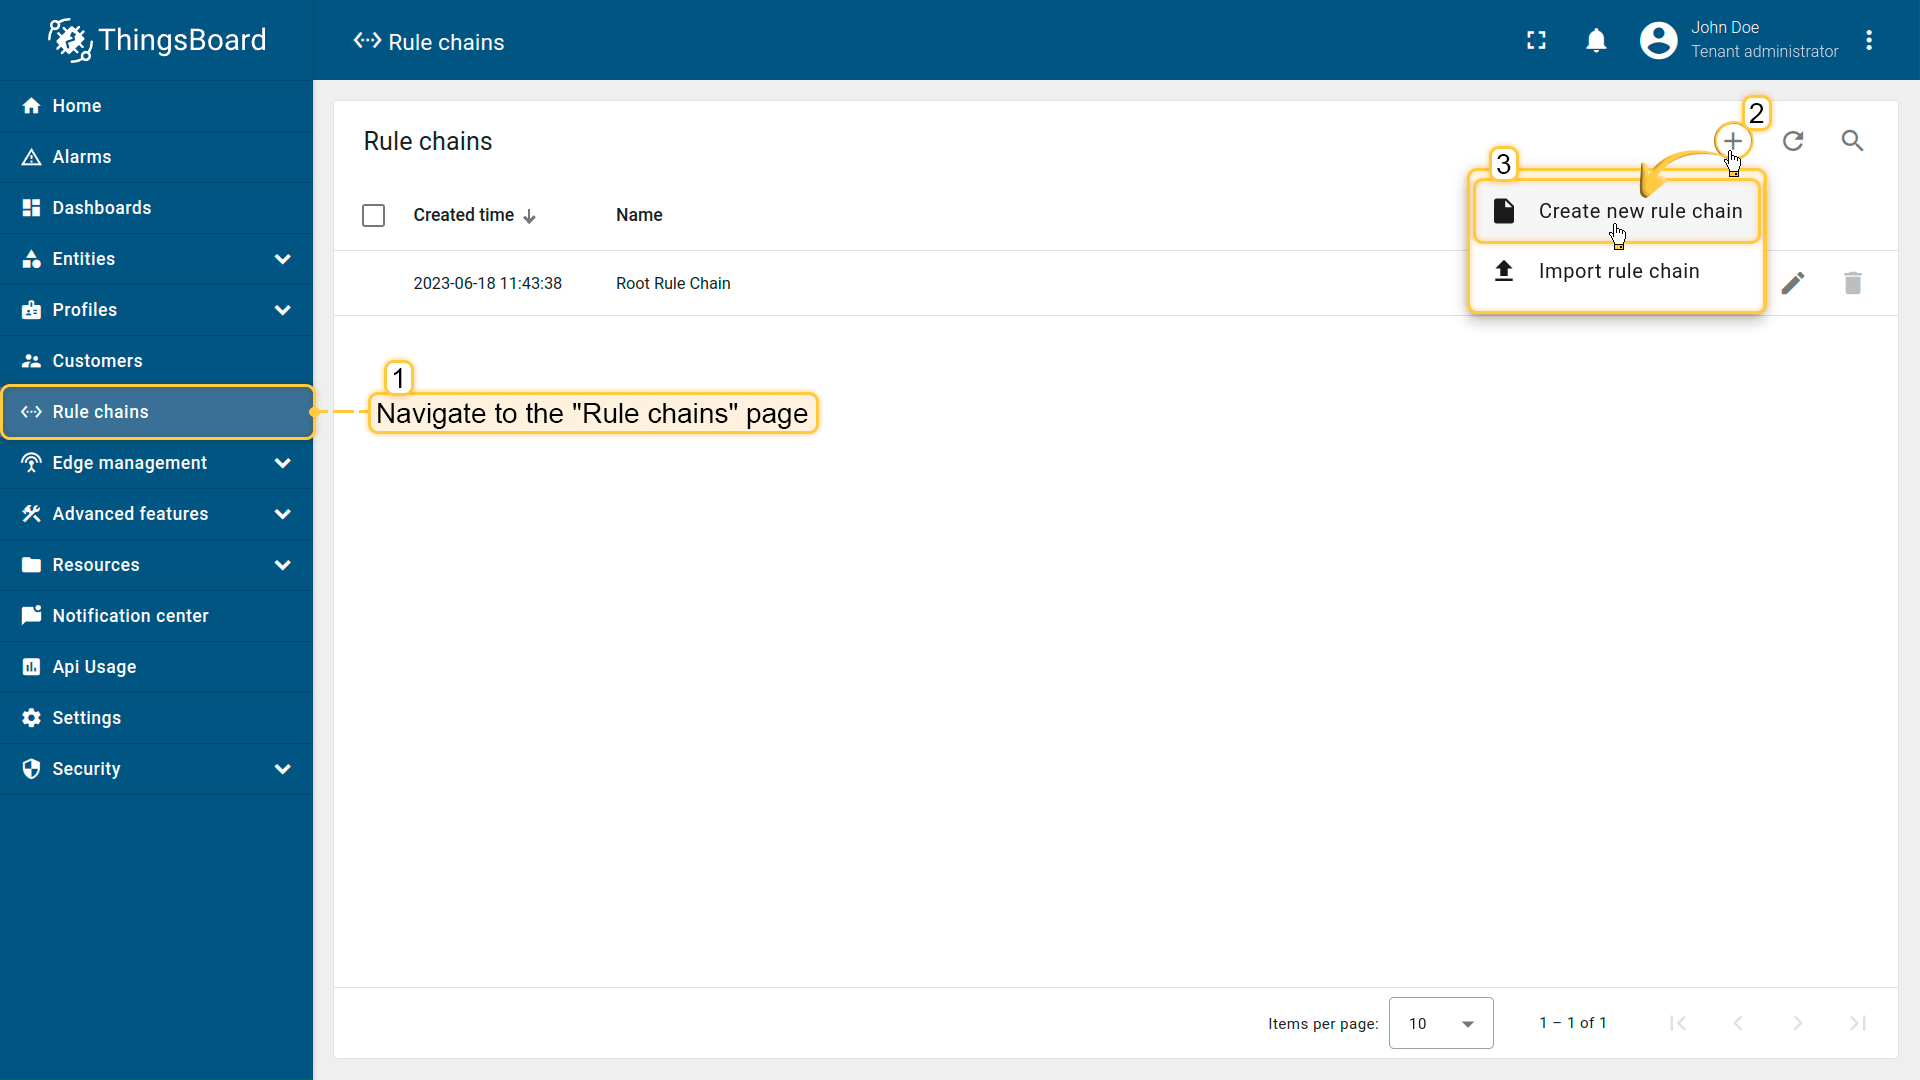 ThingsBoard
Rule chains
John Doe
Tenant administrator
Home
Alarms
Dashboards
Entities
Profiles
Customers
Rule chains
Edge management
Advanced features
Resources
Notification center
Api Usage
Settings
Security
Rule chains
2
3
Create new rule chain
Import rule chain
Created time
Name
2023-06-18 11:43:38
Root Rule Chain
1
Navigate to the "Rule chains" page
Items per page:
10
1 – 1 of 1